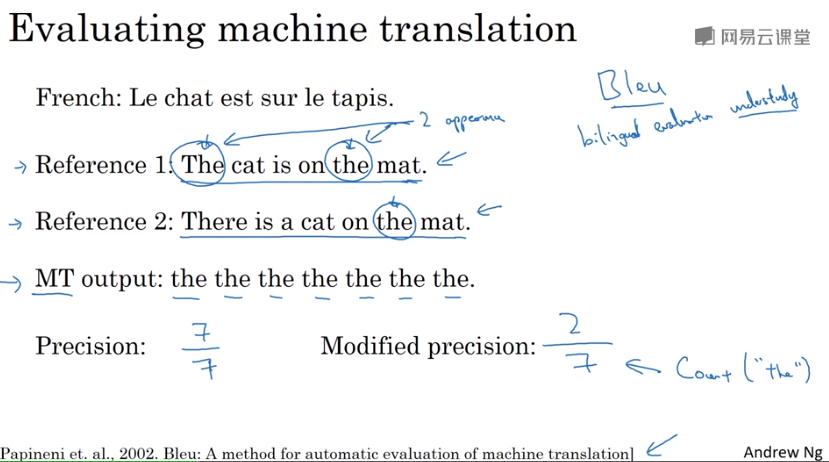 Evaluating machine translation
网易云课堂
French: Le chat est sur le tapis.
Bleu
bilingual evaluation understudy
2
Reference 1: The cat is on the mat.
Reference 2: There is a cat on the mat.
MT output: the the the the the the the.
Precision: 7/7
Modified precision: 2/7
Count ("the")
Papineni et. al., 2002. Bleu: A method for automatic evaluation of machine translation]
Andrew Ng